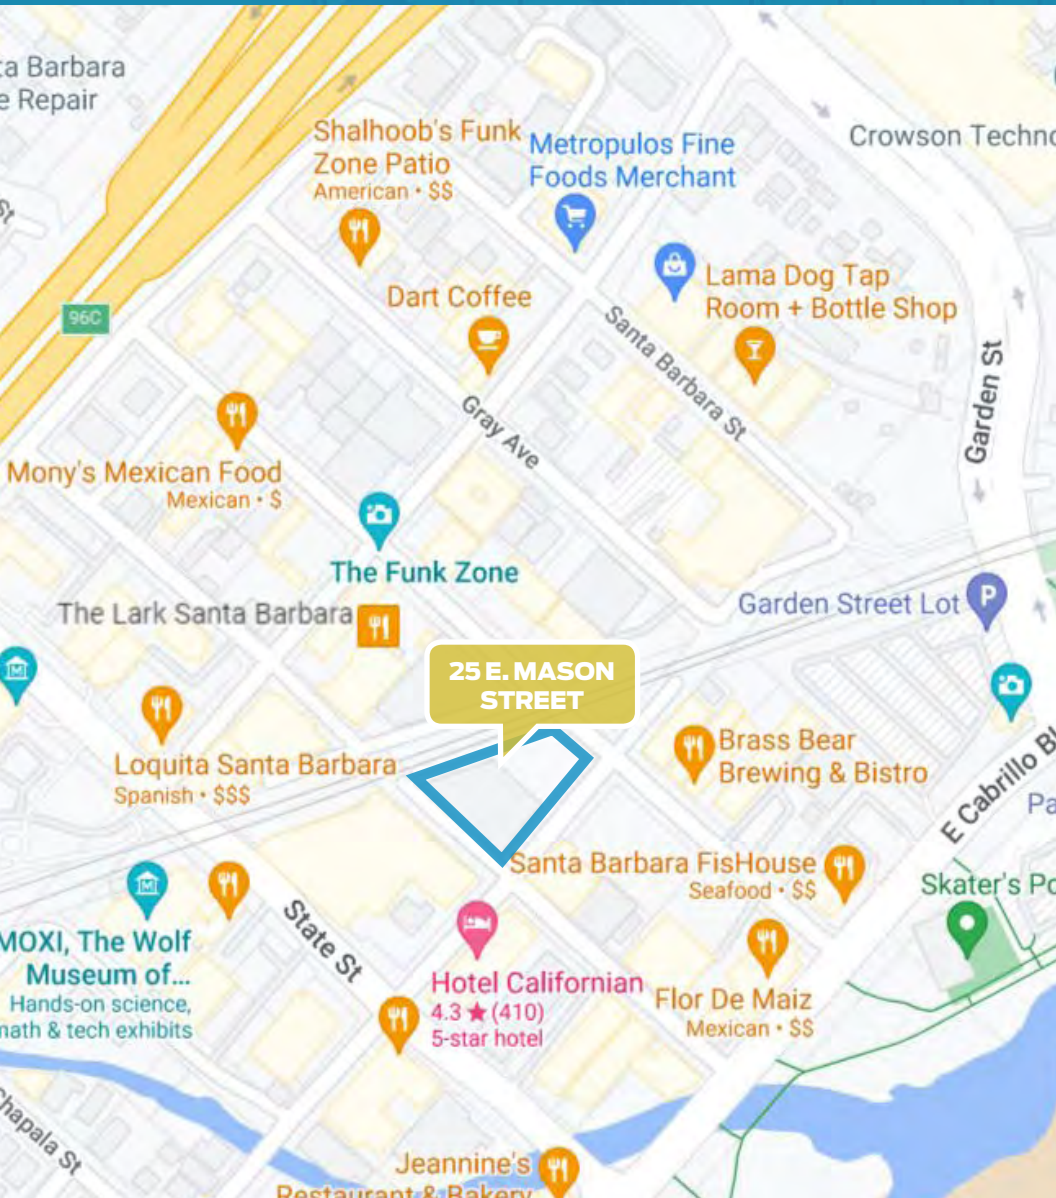 ta Barbara
e Repair
Shalhoob's Funk
Zone Patio
American · $$
Metropulos Fine
Foods Merchant
Crowson Techno
St
96C
Dart Coffee
Lama Dog Tap
Room + Bottle Shop
Santa Barbara St
Garden St
Gray Ave
Mony's Mexican Food
Mexican · $
The Funk Zone
The Lark Santa Barbara
Garden Street Lot
P
25 E. MASON
STREET
Loquita Santa Barbara
Spanish · $$$
Brass Bear
Brewing & Bistro
E Cabrillo Bl
Pa
Santa Barbara FisHouse
Seafood · $$
Skater's Po
State St
MOXI, The Wolf
Museum of...
Hands-on science,
math & tech exhibits
Hotel Californian
4.3 ★ (410)
5-star hotel
Flor De Maiz
Mexican · $$
Chapala St
Jeannine's
Restaurant & Bakery